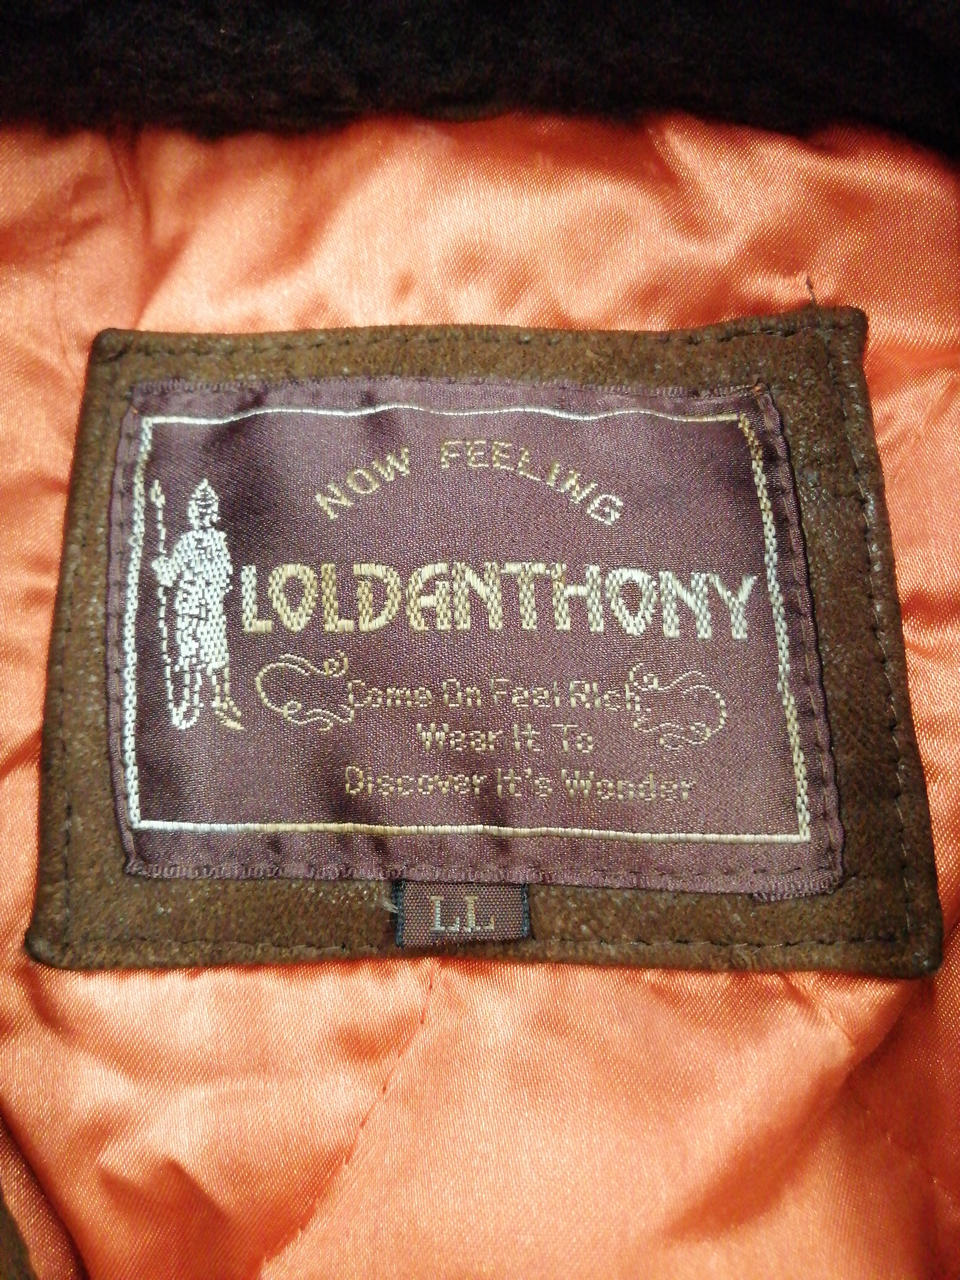 NOW FEELING
LOLDANTHONY
Come On Feel Rich
Wear It To
Discover It's Wonder
LL